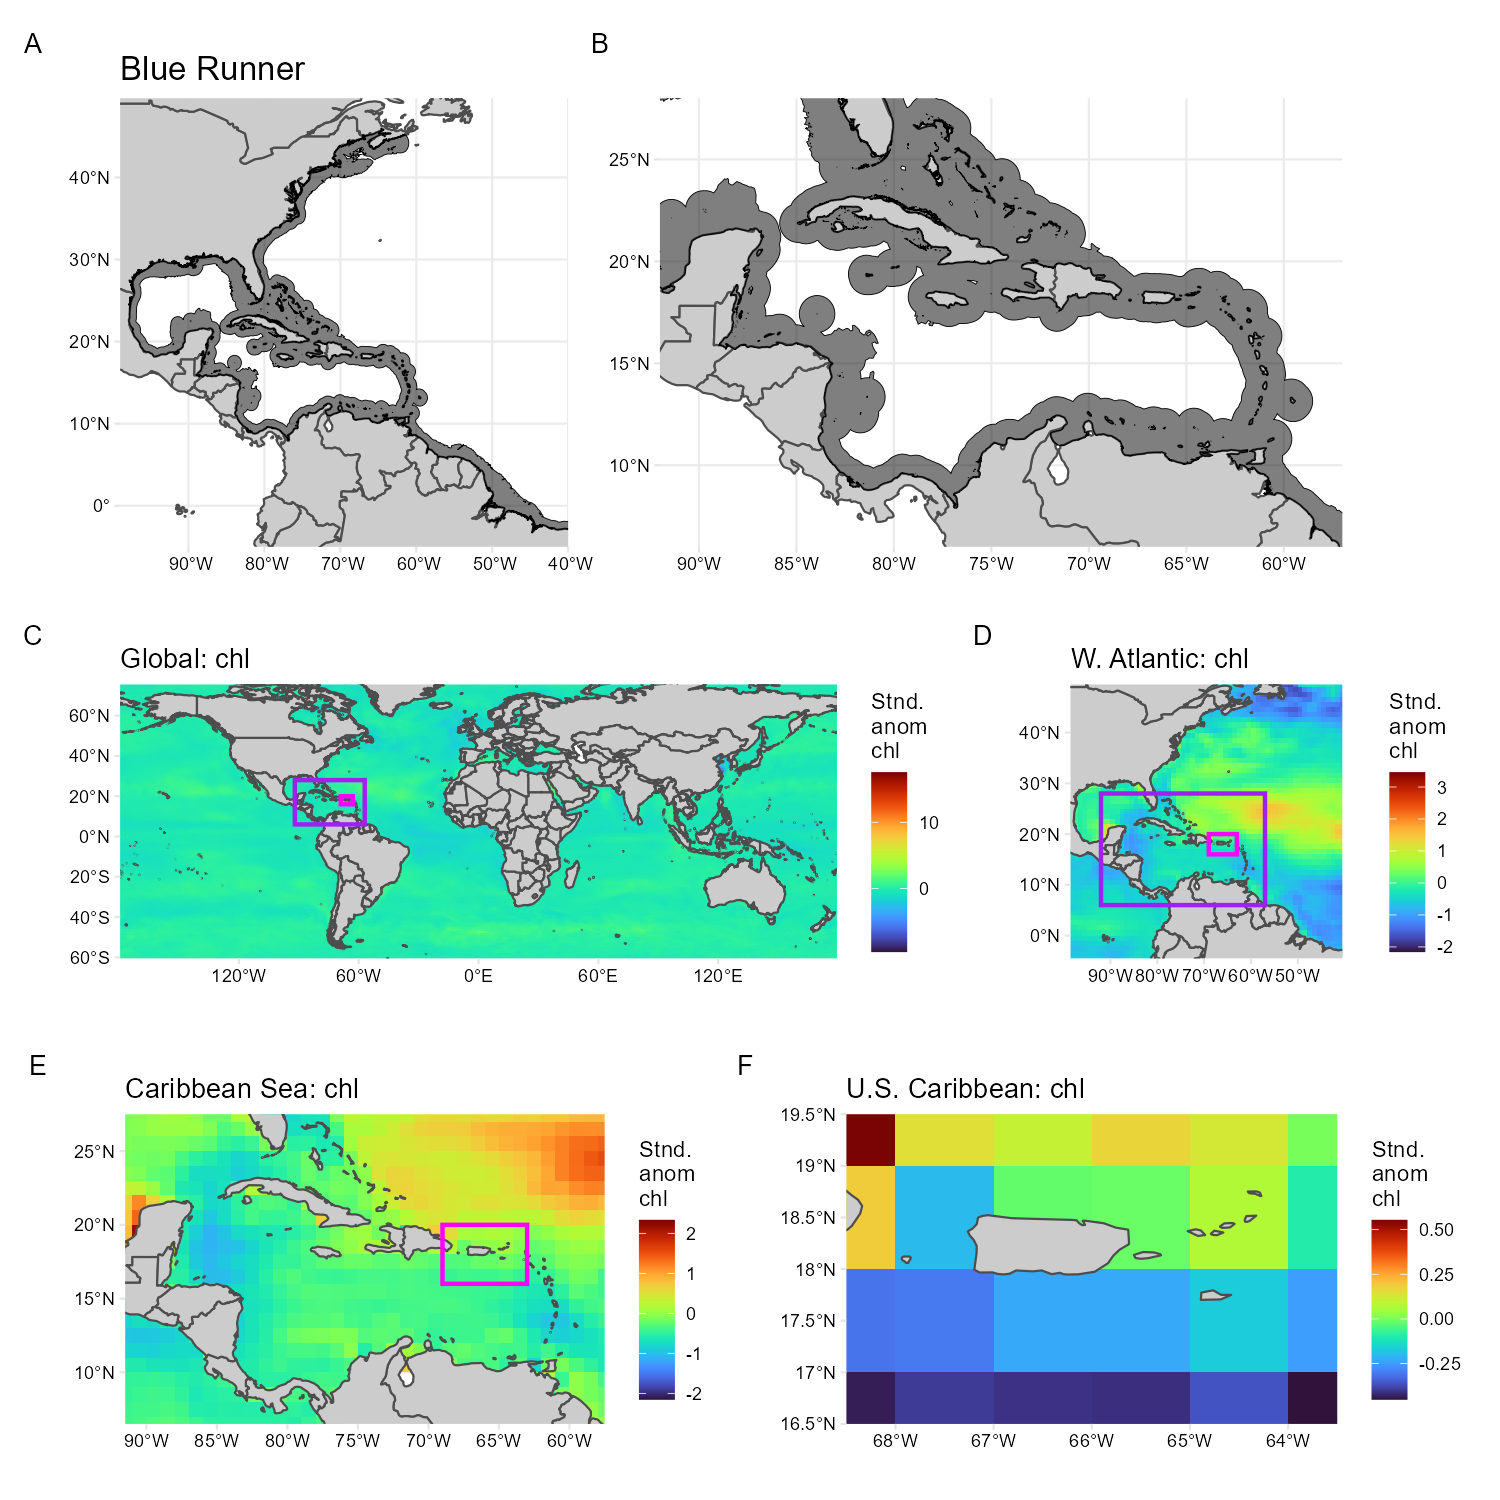 A
B
Blue Runner
40°N
30°N
20°N
10°N
0°
90°W 80°W 70°W 60°W 50°W 40°W
25°N
20°N
15°N
10°N
90°W 85°W 80°W 75°W 70°W 65°W 60°W
C
D
Global: chl
60°N
40°N
20°N
0°N
20°S
40°S
60°S
120°W 60°W 0°E 60°E 120°E
Stnd.
anom
chl
10
0
W. Atlantic: chl
40°N
30°N
20°N
10°N
0°N
90°W 80°W 70°W 60°W 50°W
Stnd.
anom
chl
3
2
1
0
-1
-2
E
F
Caribbean Sea: chl
25°N
20°N
15°N
10°N
90°W 85°W 80°W 75°W 70°W 65°W 60°W
Stnd.
anom
chl
2
1
0
-1
-2
U.S. Caribbean: chl
19.5°N
19°N
18.5°N
18°N
17.5°N
17°N
16.5°N
68°W 67°W 66°W 65°W 64°W
Stnd.
anom
chl
0.50
0.25
0.00
-0.25